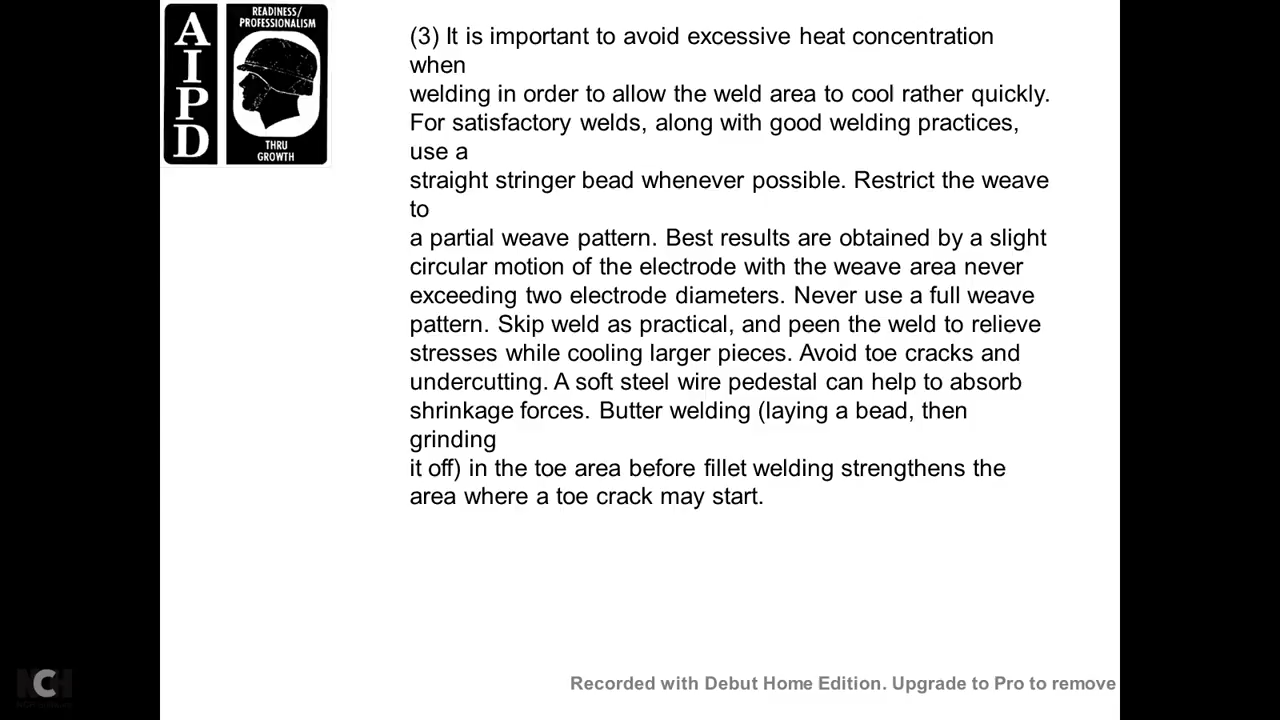 READINESS/
PROFESSIONALISM
AIPD
THRU
GROWTH
(3) It is important to avoid excessive heat concentration
when
welding in order to allow the weld area to cool rather quickly.
For satisfactory welds, along with good welding practices,
use a
straight stringer bead whenever possible. Restrict the weave
to
a partial weave pattern. Best results are obtained by a slight
circular motion of the electrode with the weave area never
exceeding two electrode diameters. Never use a full weave
pattern. Skip weld as practical, and peen the weld to relieve
stresses while cooling larger pieces. Avoid toe cracks and
undercutting. A soft steel wire pedestal can help to absorb
shrinkage forces. Butter welding (laying a bead, then
grinding
it off) in the toe area before fillet welding strengthens the
area where a toe crack may start.
NCH
Recorded with Debut Home Edition. Upgrade to Pro to remove